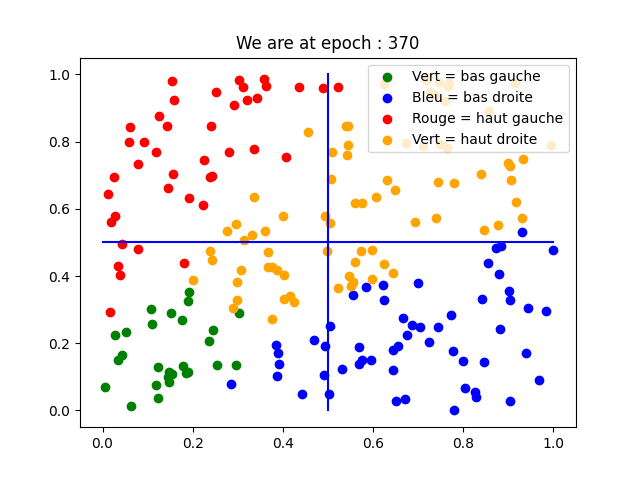 We are at epoch : 370
Vert = bas gauche
Bleu = bas droite
Rouge = haut gauche
Vert = haut droite
1.0
0.8
0.6
0.4
0.2
0.0
0.0 0.2 0.4 0.6 0.8 1.0